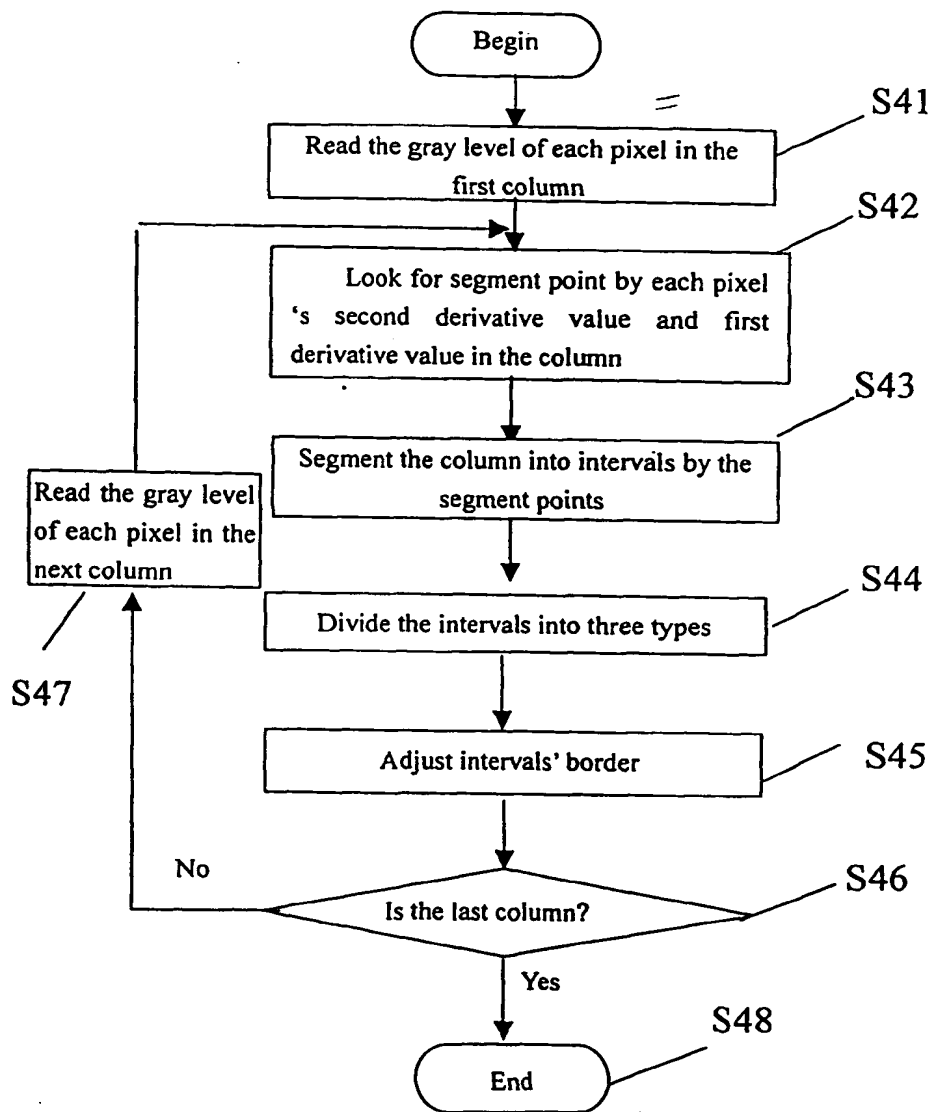 Begin
S41
Read the gray level of each pixel in the
first column
S42
Look for segment point by each pixel
‘s second derivative value and first
derivative value in the column
S43
Segment the column into intervals by the
segment points
Read the gray level
of each pixel in the
next column
S47
S44
Divide the intervals into three types
Adjust intervals’ border
S45
No
S46
Is the last column?
Yes
S48
End